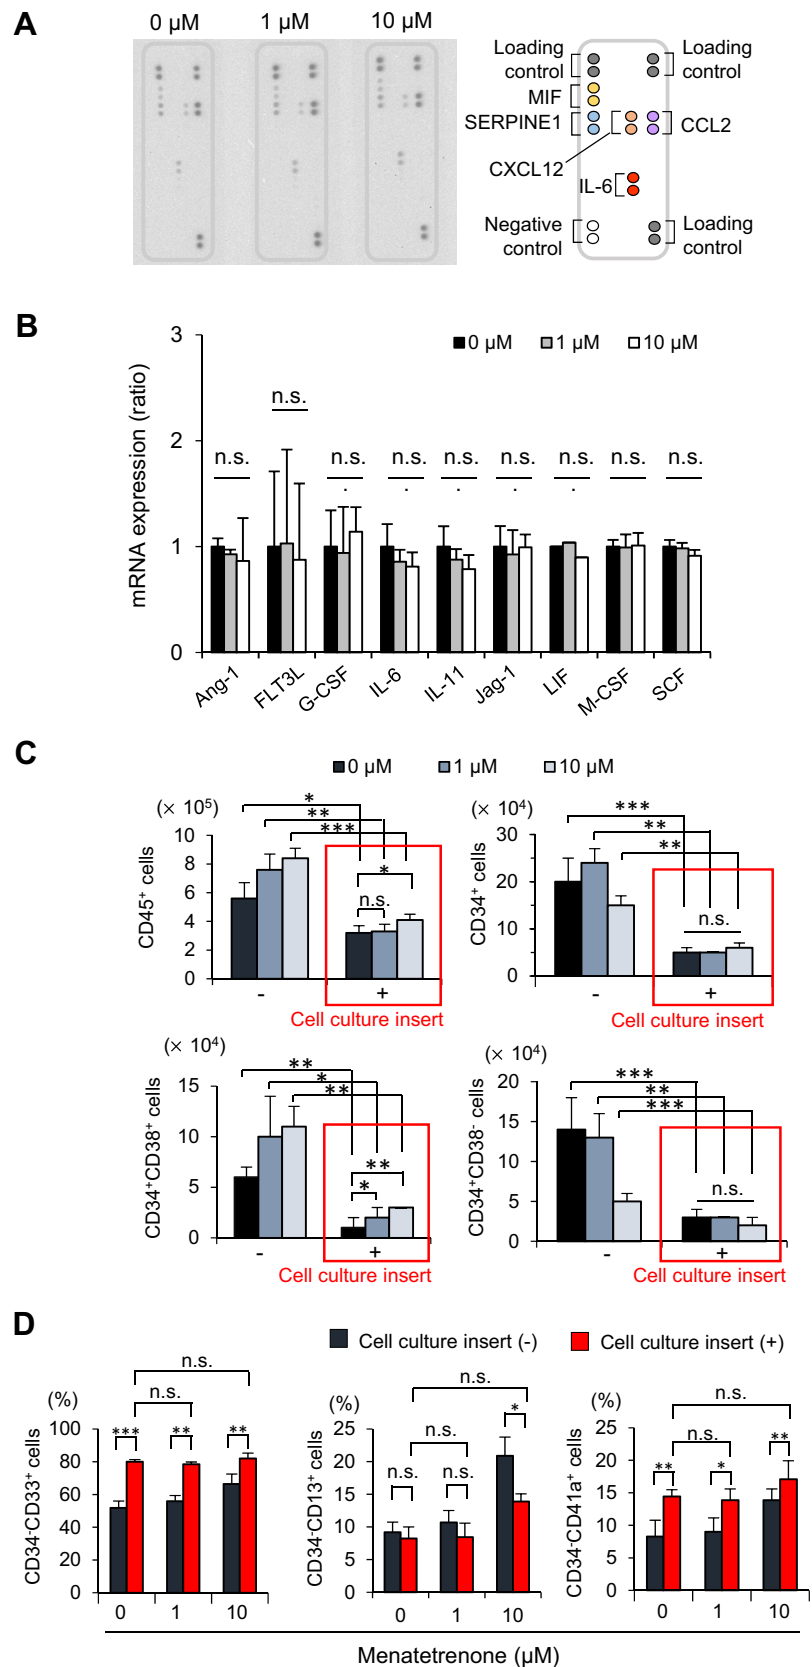 A
0 µM 1 µM 10 µM
Loading control
Loading control
MIF
SERPINE1
CCL2
CXCL12
IL-6
Negative control
Loading control
B
mRNA expression (ratio)
3
2
1
0
0 µM 1 µM 10 µM
n.s. n.s. n.s. n.s. n.s. n.s. n.s. n.s. n.s.
Ang-1 FLT3L G-CSF IL-6 IL-11 Jag-1 LIF M-CSF SCF
C
0 µM 1 µM 10 µM
(× 10⁵)
CD45⁺ cells
10
8
6
4
2
0
* ** ***
* n.s.
- +
Cell culture insert
(× 10⁴)
CD34⁺ cells
30
20
10
0
*** ** **
n.s.
- +
Cell culture insert
(× 10⁴)
CD34⁺CD38⁺ cells
15
10
5
0
** * **
** *
- +
Cell culture insert
(× 10⁴)
CD34⁺CD38⁻ cells
20
15
10
5
0
*** ** ***
n.s.
- +
Cell culture insert
D
Cell culture insert (-) Cell culture insert (+)
(%)
CD34⁻CD33⁺ cells
100
80
60
40
20
0
n.s.
n.s.
*** ** **
0 1 10
(%)
CD34⁻CD13⁺ cells
25
20
15
10
5
0
n.s.
n.s.
n.s. n.s. *
0 1 10
(%)
CD34⁻CD41a⁺ cells
25
20
15
10
5
0
n.s.
n.s.
** * **
0 1 10
Menatetrenone (µM)